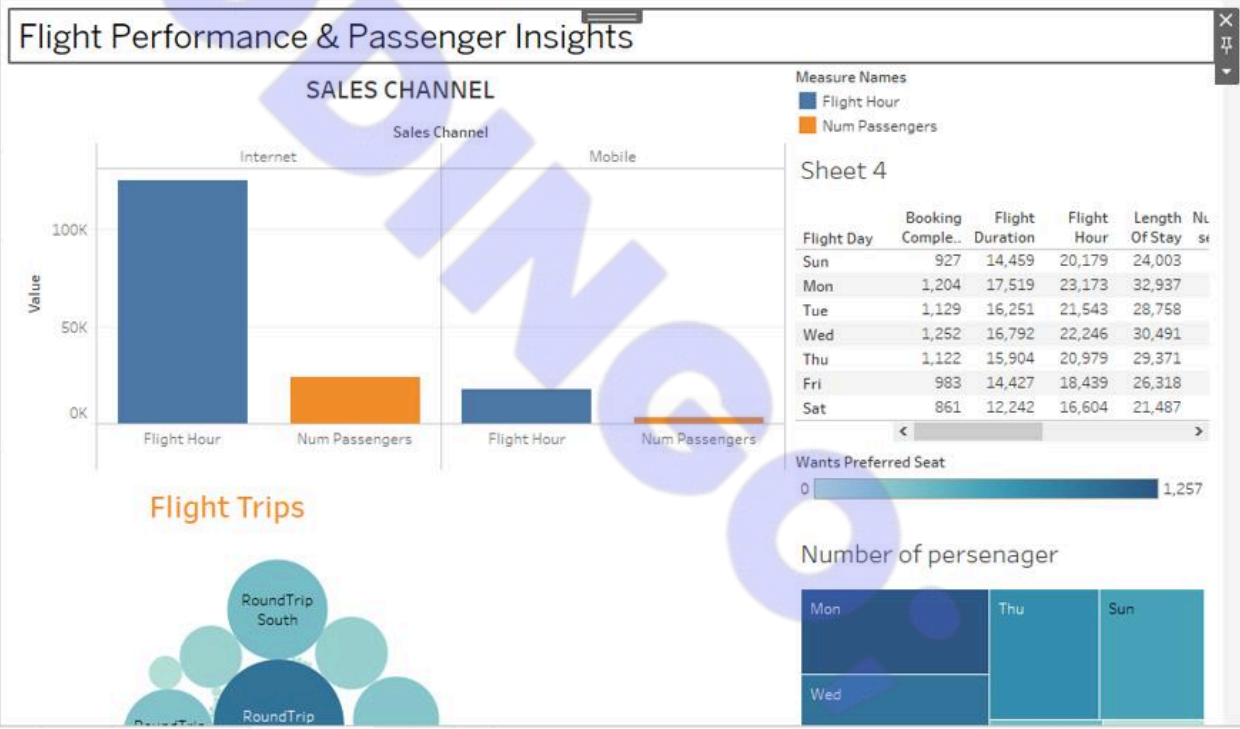 Flight Performance & Passenger Insights
SALES CHANNEL
Sales Channel
Internet Mobile
Value
100K
50K
0K
Flight Hour Num Passengers Flight Hour Num Passengers
Measure Names
Flight Hour
Num Passengers
Sheet 4
Booking Flight Flight Length
Flight Day Comple.. Duration Hour Of Stay
Sun 927 14,459 20,179 24,003
Mon 1,204 17,519 23,173 32,937
Tue 1,129 16,251 21,543 28,758
Wed 1,252 16,792 22,246 30,491
Thu 1,122 15,904 20,979 29,371
Fri 983 14,427 18,439 26,318
Sat 861 12,242 16,604 21,487
Wants Preferred Seat
0 1,257
Flight Trips
RoundTrip
South
RoundTrip
Number of persenager
Mon Thu Sun
Wed
DINGO